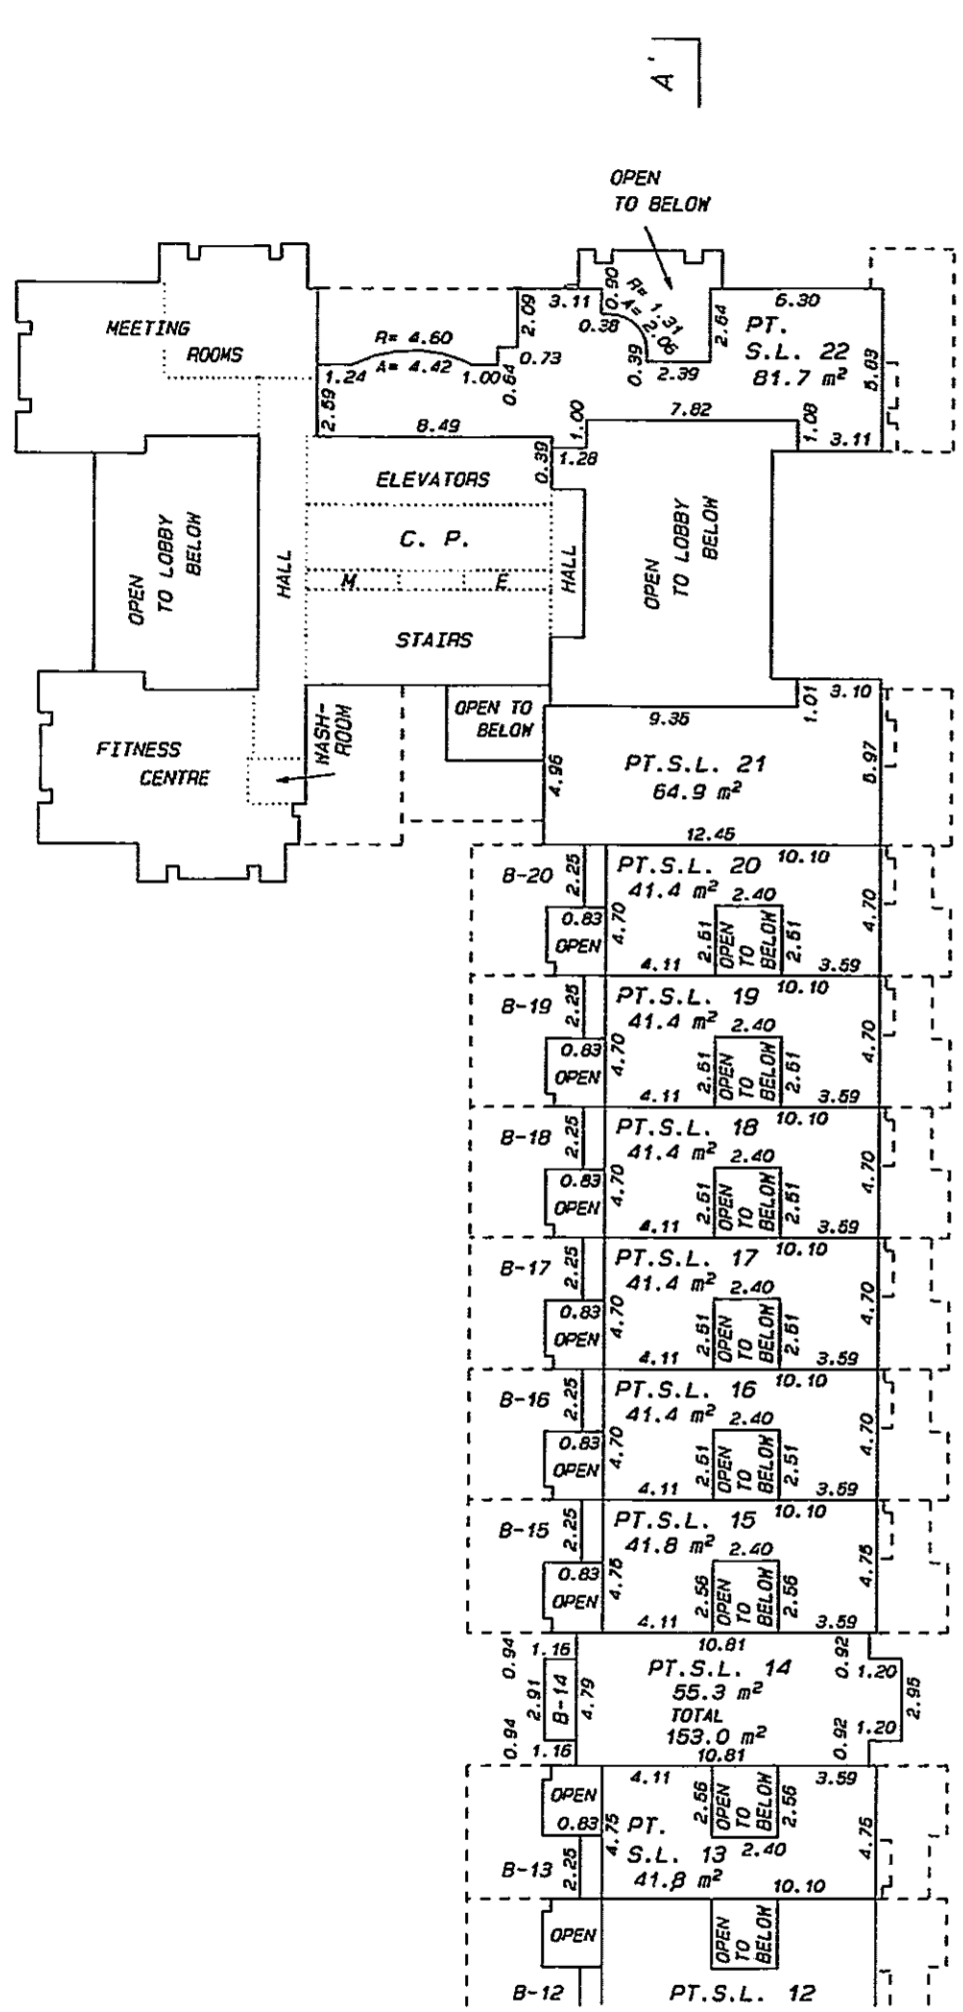 A'
OPEN
TO BELOW
MEETING
ROOMS
R= 4.60
A= 4.42
1.24
1.00
2.59
8.49
0.64
0.73
2.09
3.11
0.90
0.38
R= 1.31
A= 2.06
0.39
2.39
2.64
6.30
PT.
S.L. 22
81.7 m²
5.89
7.82
1.00
1.08
3.11
0.39
1.28
ELEVATORS
C. P.
M
E
STAIRS
HALL
HALL
OPEN
TO LOBBY
BELOW
OPEN
TO LOBBY
BELOW
FITNESS
CENTRE
WASH-
ROOM
OPEN TO
BELOW
9.35
1.01
3.10
4.96
PT.S.L. 21
64.9 m²
5.97
12.45
B-20
2.25
PT.S.L. 20
10.10
41.4 m²
2.40
0.83
OPEN
4.70
4.11
2.61
OPEN
TO
BELOW
2.51
3.59
4.70
B-19
2.25
PT.S.L. 19
10.10
41.4 m²
2.40
0.83
OPEN
4.70
4.11
2.61
OPEN
TO
BELOW
2.51
3.59
4.70
B-18
2.25
PT.S.L. 18
10.10
41.4 m²
2.40
0.83
OPEN
4.70
4.11
2.51
OPEN
TO
BELOW
2.51
3.59
4.70
B-17
2.25
PT.S.L. 17
10.10
41.4 m²
2.40
0.83
OPEN
4.70
4.11
2.51
OPEN
TO
BELOW
2.51
3.59
4.70
B-16
2.25
PT.S.L. 16
10.10
41.4 m²
2.40
0.83
OPEN
4.70
4.11
2.51
OPEN
TO
BELOW
2.51
3.59
4.70
B-15
2.25
PT.S.L. 15
10.10
41.8 m²
2.40
0.83
OPEN
4.75
4.11
2.56
OPEN
TO
BELOW
2.56
3.59
4.75
0.94
1.16
10.81
0.92
1.20
2.91
B-14
4.79
PT.S.L. 14
55.3 m²
TOTAL
153.0 m²
2.95
0.94
1.16
10.81
0.92
1.20
OPEN
0.83
4.11
2.56
OPEN
TO
BELOW
2.56
3.59
4.75
PT.
S.L. 13
41.8 m²
2.40
4.75
B-13
2.25
10.10
OPEN
OPEN
TO
BELOW
B-12
PT.S.L. 12